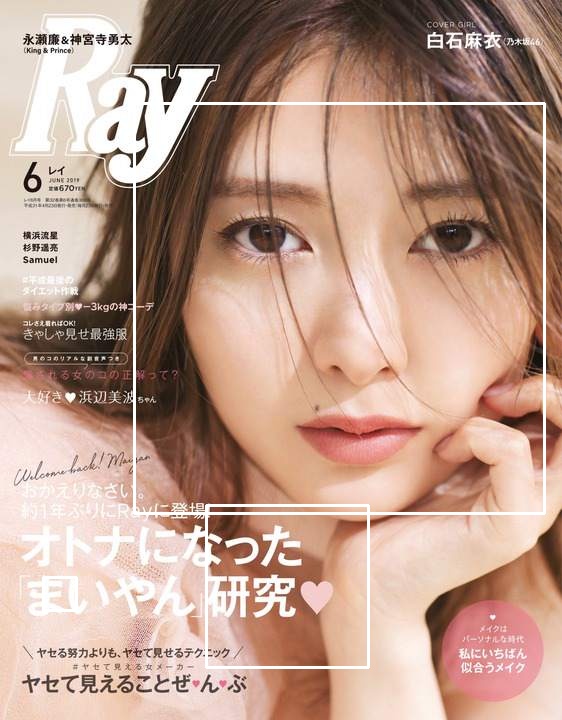 永瀬廉&神宮寺勇太
(King & Prince)
COVER GIRL
白石麻衣(乃木坂46)
Ray
6 レイ
JUNE 2019
定価670YEN
横浜流星
杉野遥亮
Samuel
#平成最後の
ダイエット作戦
悩みタイプ別♥−3kgの神コーデ
コレさえ着ればOK!
きゃしゃ見せ最強服
男のコのリアルな副音声つき
される女のコの正解って?
大好き♥浜辺美波ちゃん
Welcome back! Maiyan
おかえりなさい。
約1年ぶりにRayに登場
オトナになった
「まいやん」研究♥
\ヤセる努力よりも、ヤセて見せるテクニック/
#ヤセて見える女メーカー
ヤセて見えることぜ♥ん♥ぶ
♥
メイクは
パーソナルな時代
私にいちばん
似合うメイク